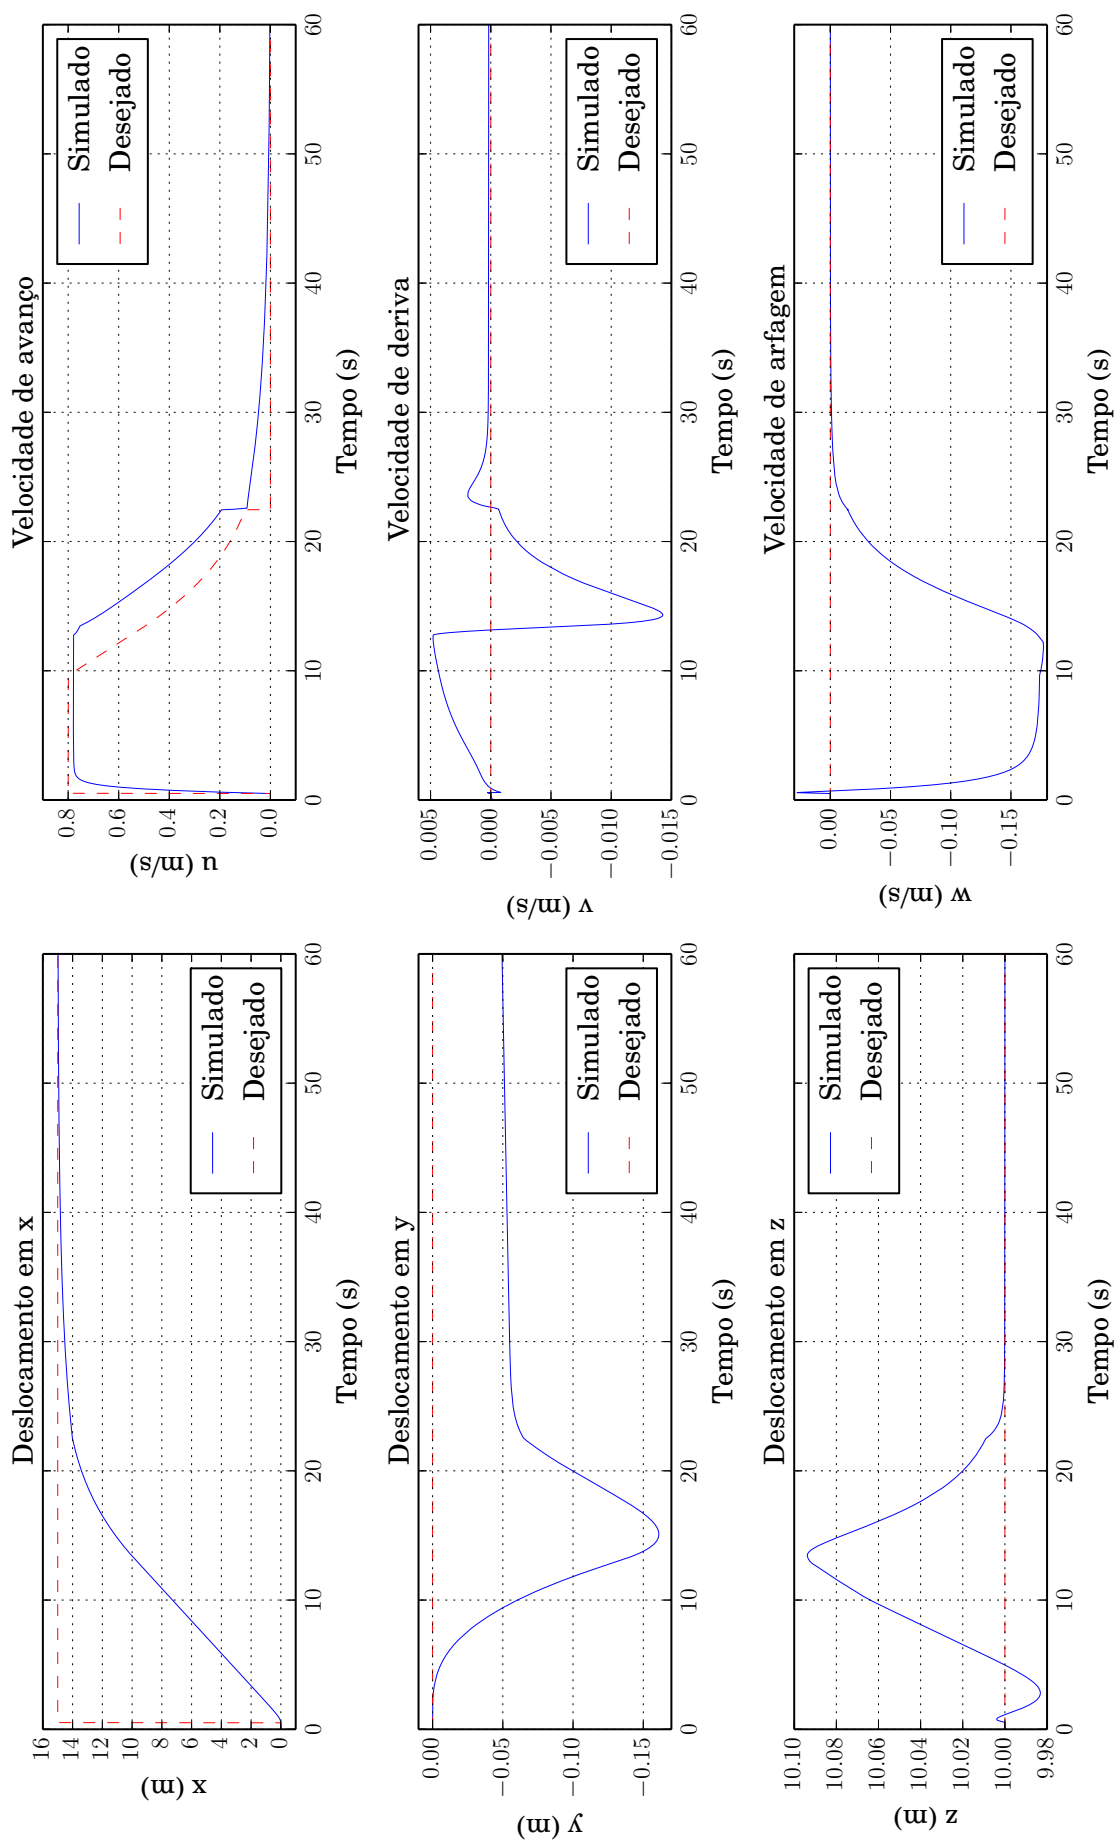 Deslocamento em x
x (m)
16
14
12
10
8
6
4
2
0
0 10 20 30 40 50 60
Tempo (s)
Simulado
Desejado
Velocidade de avanço
u (m/s)
0.8
0.6
0.4
0.2
0.0
0 10 20 30 40 50 60
Tempo (s)
Simulado
Desejado
Deslocamento em y
y (m)
0.00
−0.05
−0.10
−0.15
0 10 20 30 40 50 60
Tempo (s)
Simulado
Desejado
Velocidade de deriva
v (m/s)
0.005
0.000
−0.005
−0.010
−0.015
0 10 20 30 40 50 60
Tempo (s)
Simulado
Desejado
Deslocamento em z
z (m)
10.10
10.08
10.06
10.04
10.02
10.00
9.98
0 10 20 30 40 50 60
Tempo (s)
Simulado
Desejado
Velocidade de arfagem
w (m/s)
0.00
−0.05
−0.10
−0.15
0 10 20 30 40 50 60
Tempo (s)
Simulado
Desejado